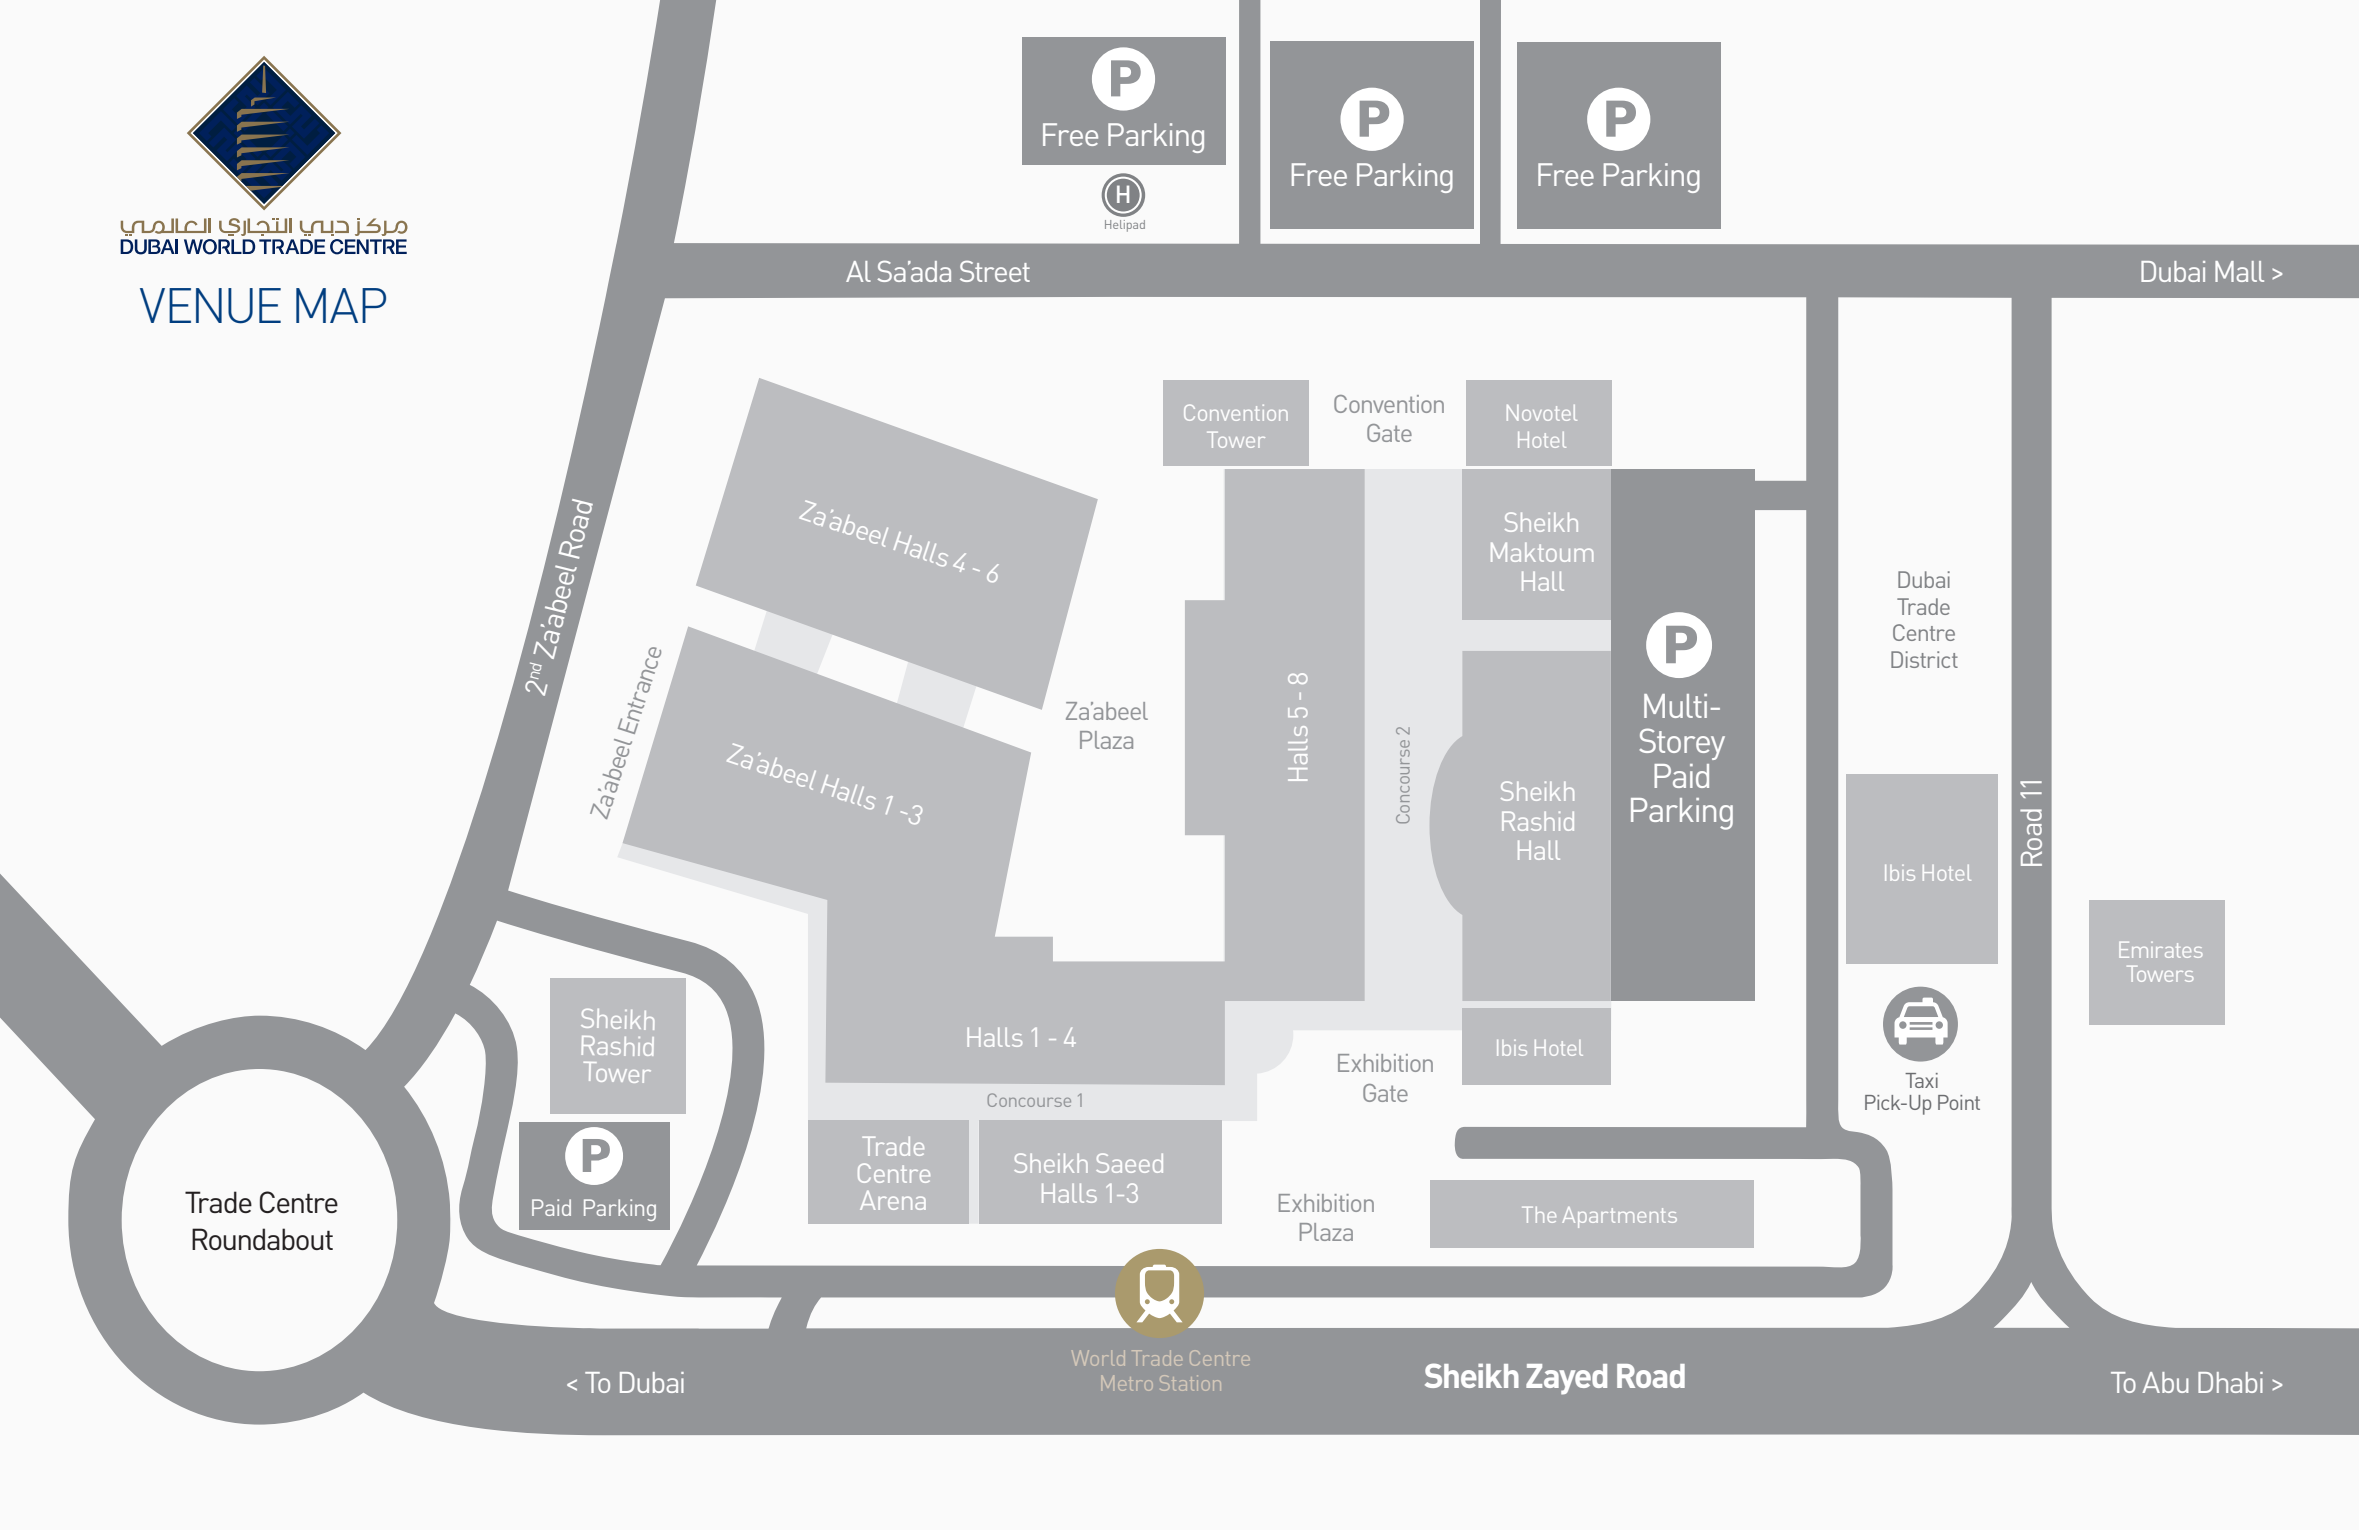 مركز دبي التجاري العالمي
DUBAI WORLD TRADE CENTRE
VENUE MAP
P
Free Parking
H
Helipad
P
Free Parking
P
Free Parking
Al Sa'ada Street
Dubai Mall >
2nd Za'abeel Road
Za'abeel Entrance
Za'abeel Halls 4 - 6
Za'abeel Halls 1 -3
Za'abeel
Plaza
Convention
Tower
Convention
Gate
Novotel
Hotel
Halls 5 - 8
Concourse 2
Sheikh
Maktoum
Hall
Sheikh
Rashid
Hall
P
Multi-
Storey
Paid
Parking
Dubai
Trade
Centre
District
Ibis Hotel
Road 11
Emirates
Towers
Taxi
Pick-Up Point
Sheikh
Rashid
Tower
P
Paid Parking
Halls 1 - 4
Concourse 1
Exhibition
Gate
Ibis Hotel
Trade
Centre
Arena
Sheikh Saeed
Halls 1-3
Exhibition
Plaza
The Apartments
Trade Centre
Roundabout
World Trade Centre
Metro Station
< To Dubai
Sheikh Zayed Road
To Abu Dhabi >